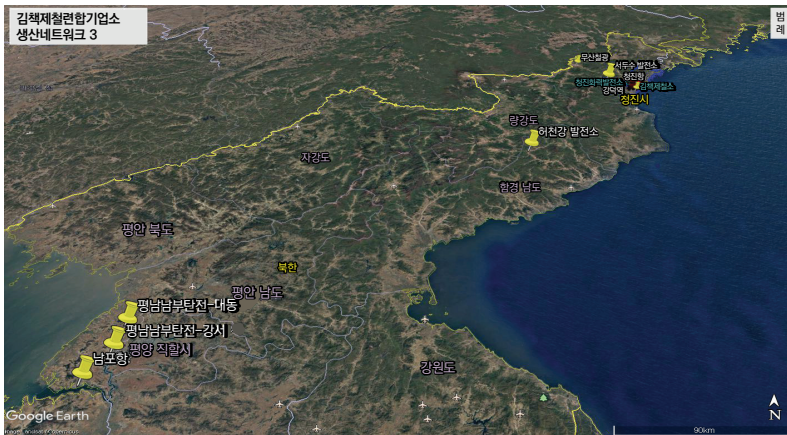 김책제철련합기업소
생산네트워크 3
범
례
무산철광
서두수 발전소
청진항
청진화력발전소
김책제철소
강덕역
청진시
량강도
허천강 발전소
자강도
함경 남도
평안 북도
북한
평안 남도
평남남부탄전-대동
평남남부탄전-강서
평양 직할시
남포항
강원도
Google Earth
N
90km